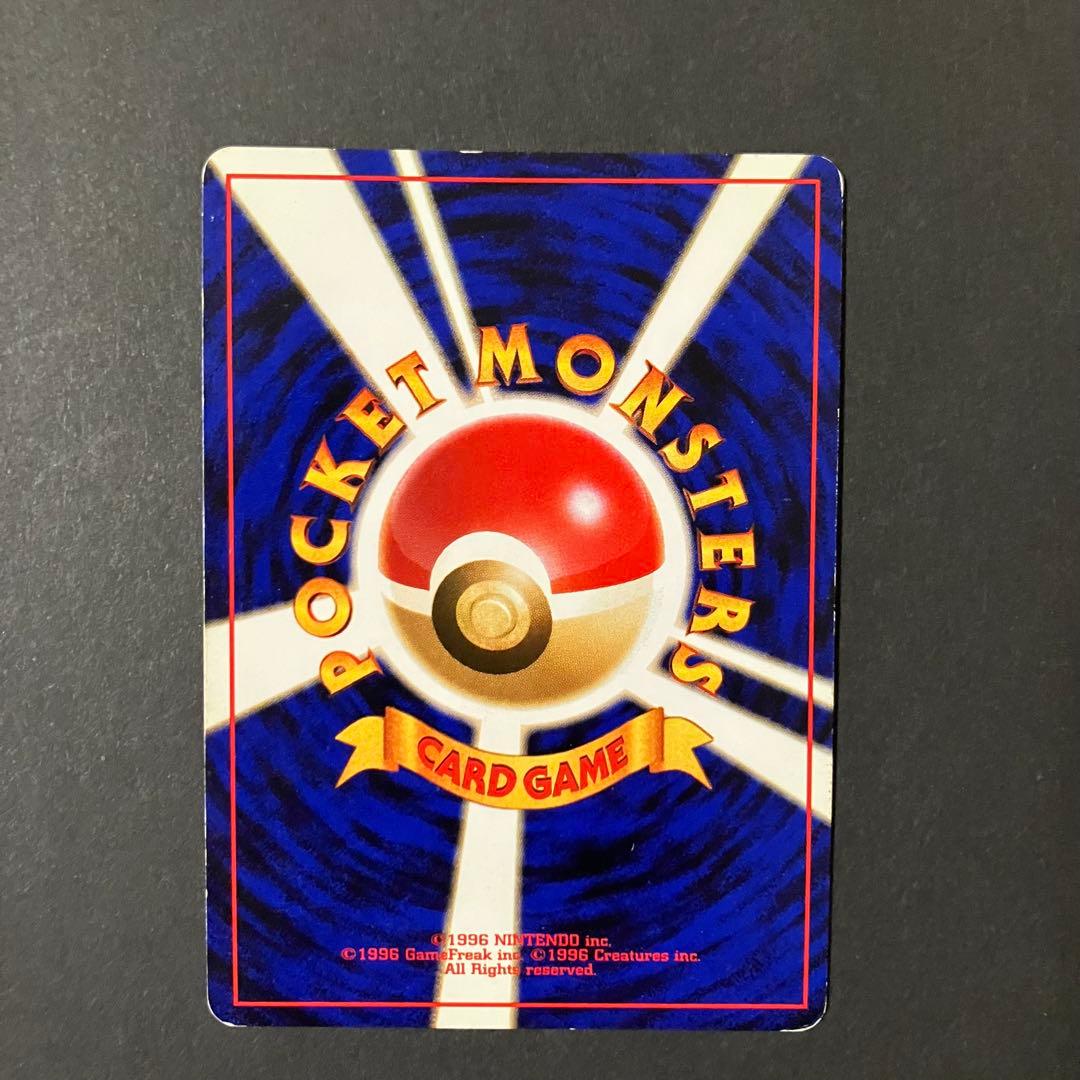 POCKET MONSTERS
CARD GAME
©1996 NINTENDO inc.
©1996 GameFreak inc. ©1996 Creatures inc.
All Rights reserved.